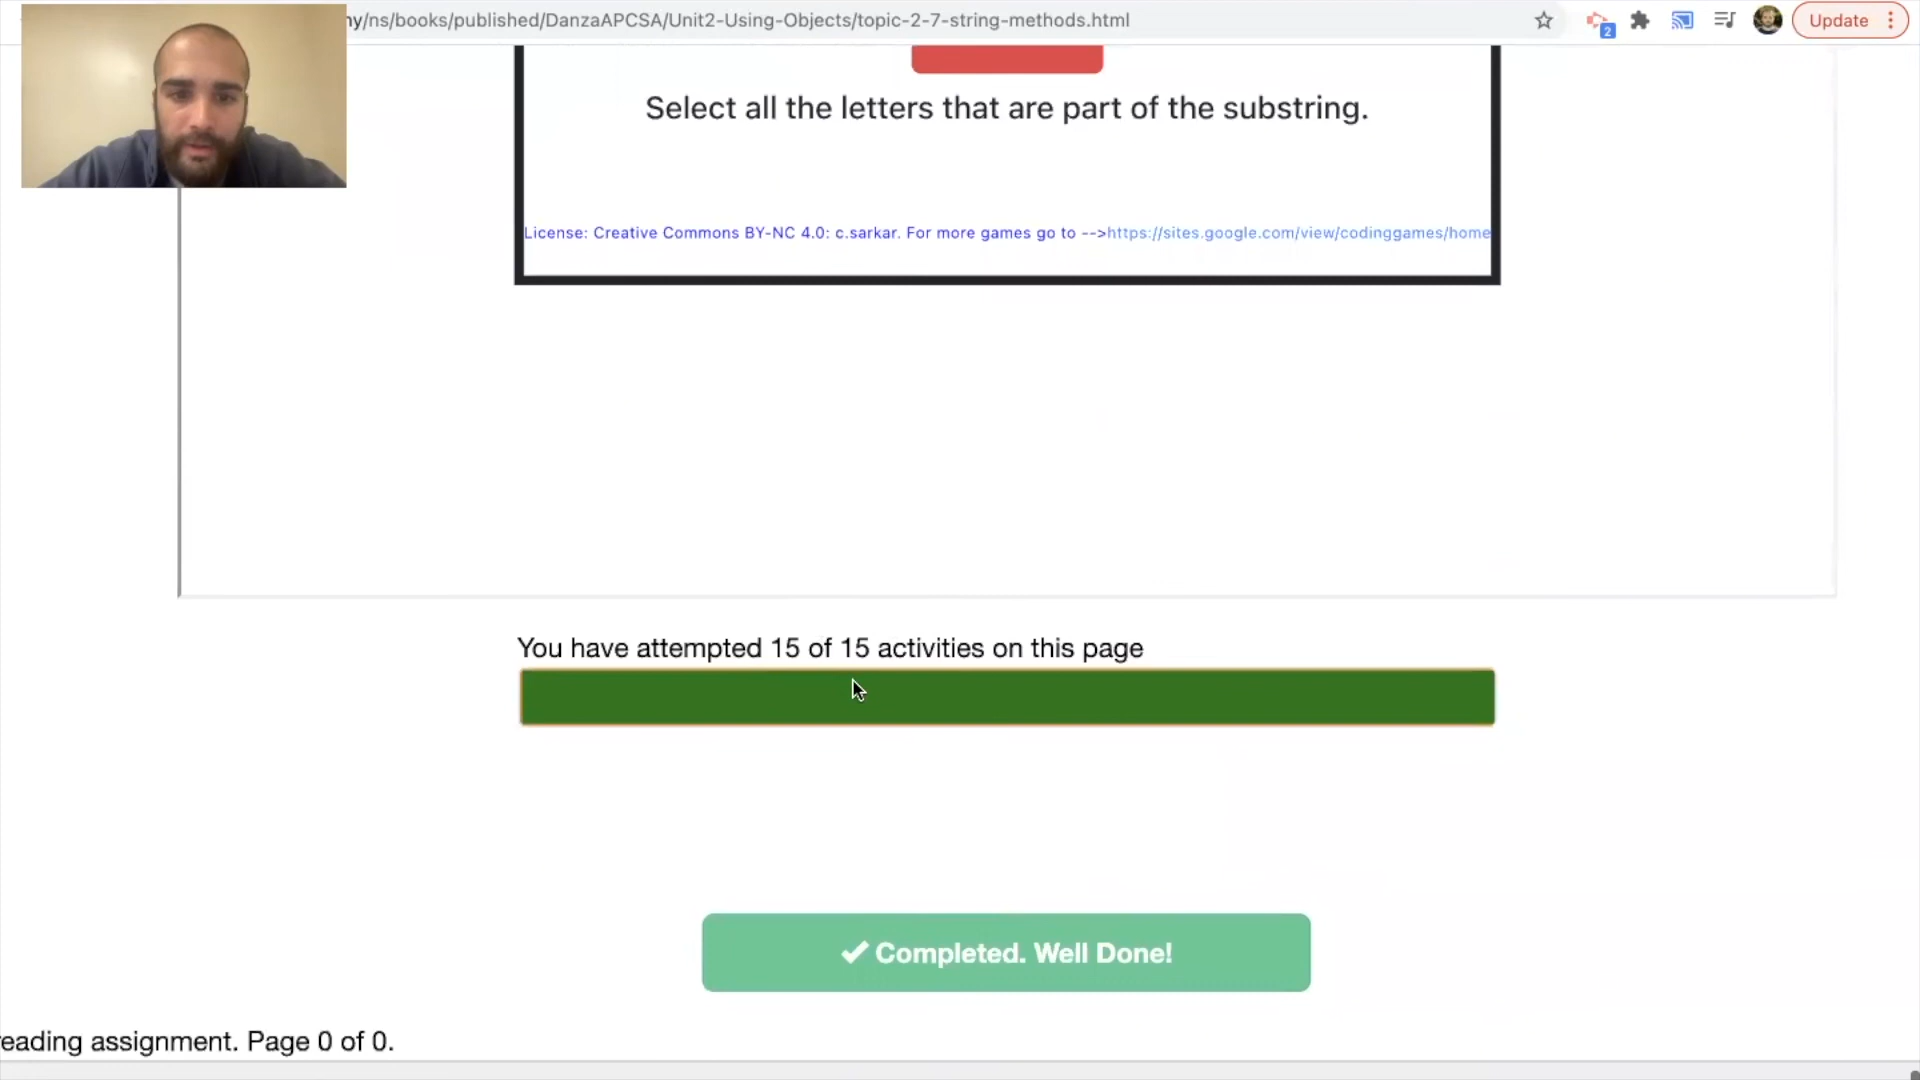 ny/ns/books/published/DanzaAPCSA/Unit2-Using-Objects/topic-2-7-string-methods.html
2
Update
Select all the letters that are part of the substring.
License: Creative Commons BY-NC 4.0: c.sarkar. For more games go to -->https://sites.google.com/view/codinggames/home
You have attempted 15 of 15 activities on this page
Completed. Well Done!
reading assignment. Page 0 of 0.